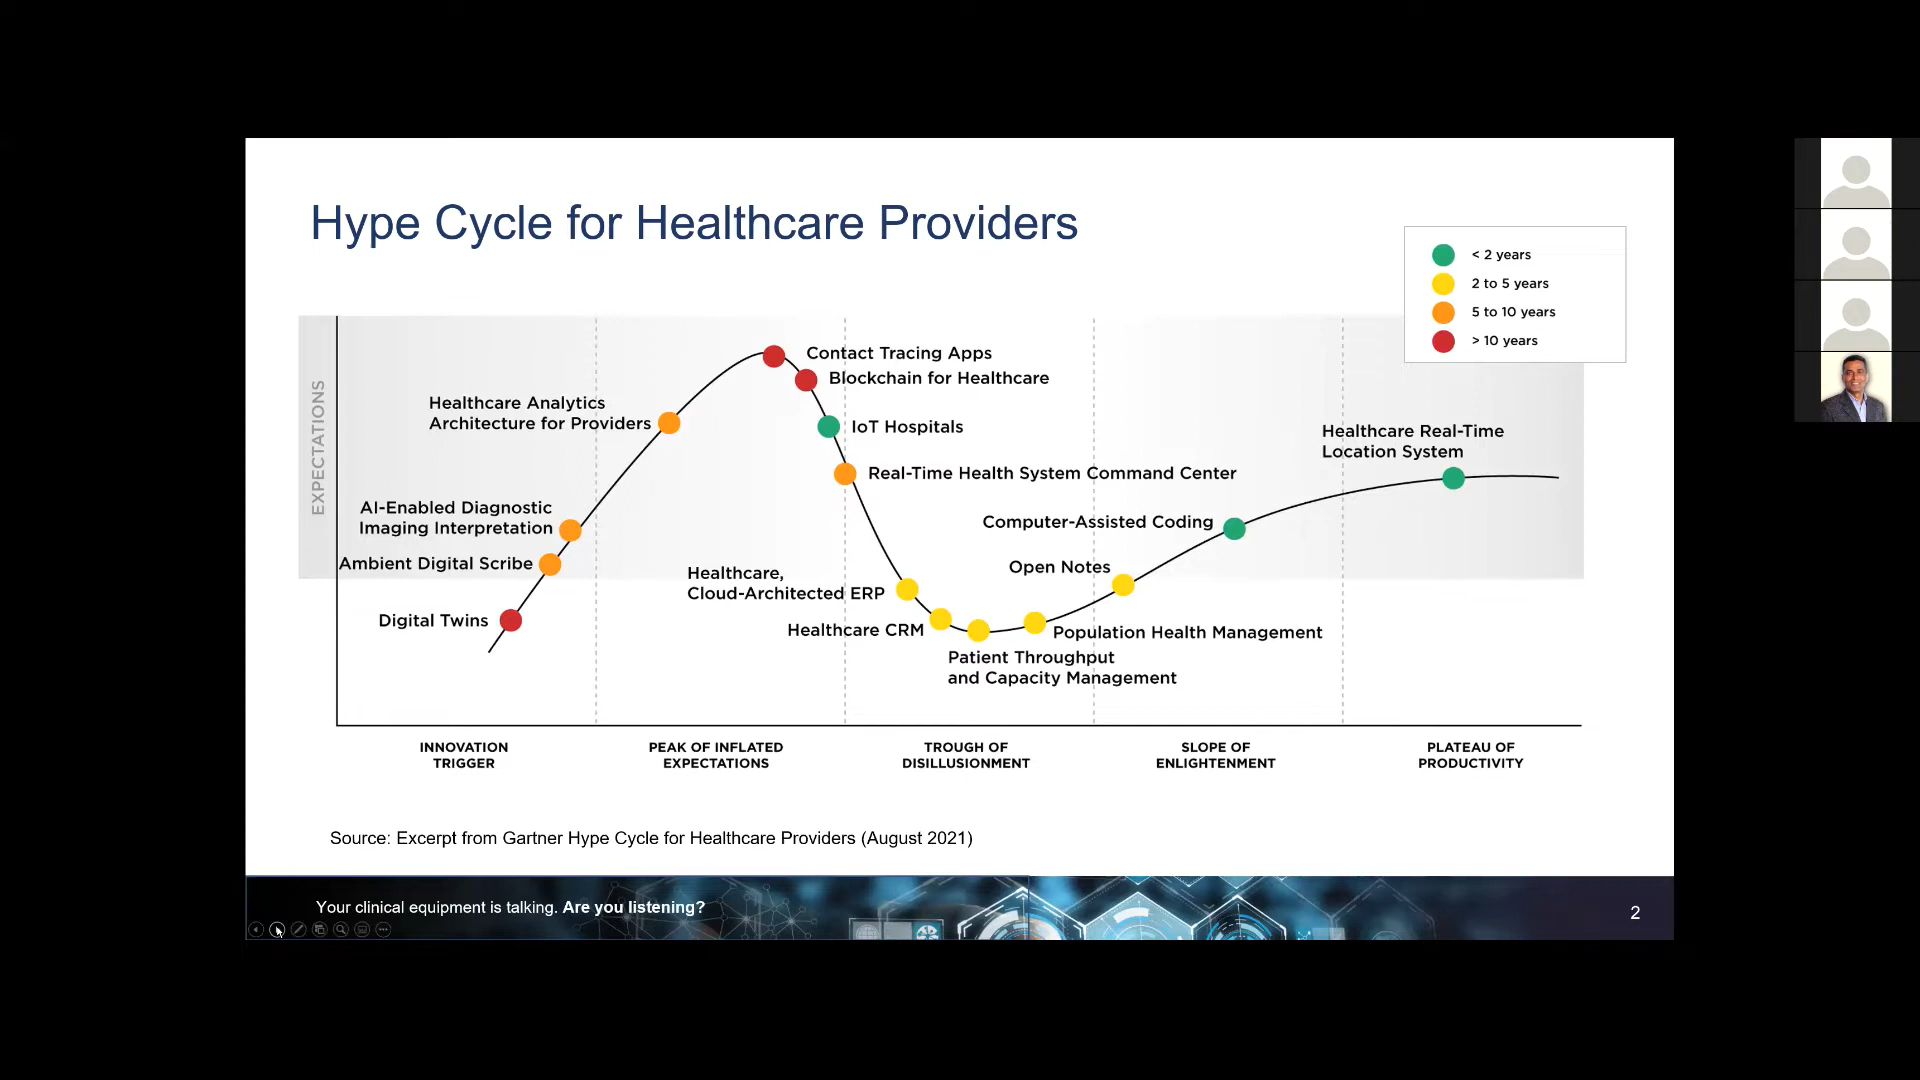 Hype Cycle for Healthcare Providers
< 2 years
2 to 5 years
5 to 10 years
> 10 years
EXPECTATIONS
Contact Tracing Apps
Blockchain for Healthcare
Healthcare Analytics
Architecture for Providers
IoT Hospitals
Healthcare Real-Time
Location System
Real-Time Health System Command Center
AI-Enabled Diagnostic
Imaging Interpretation
Computer-Assisted Coding
Ambient Digital Scribe
Open Notes
Healthcare,
Cloud-Architected ERP
Digital Twins
Healthcare CRM
Population Health Management
Patient Throughput
and Capacity Management
INNOVATION
TRIGGER
PEAK OF INFLATED
EXPECTATIONS
TROUGH OF
DISILLUSIONMENT
SLOPE OF
ENLIGHTENMENT
PLATEAU OF
PRODUCTIVITY
Source: Excerpt from Gartner Hype Cycle for Healthcare Providers (August 2021)
Your clinical equipment is talking. Are you listening?
2